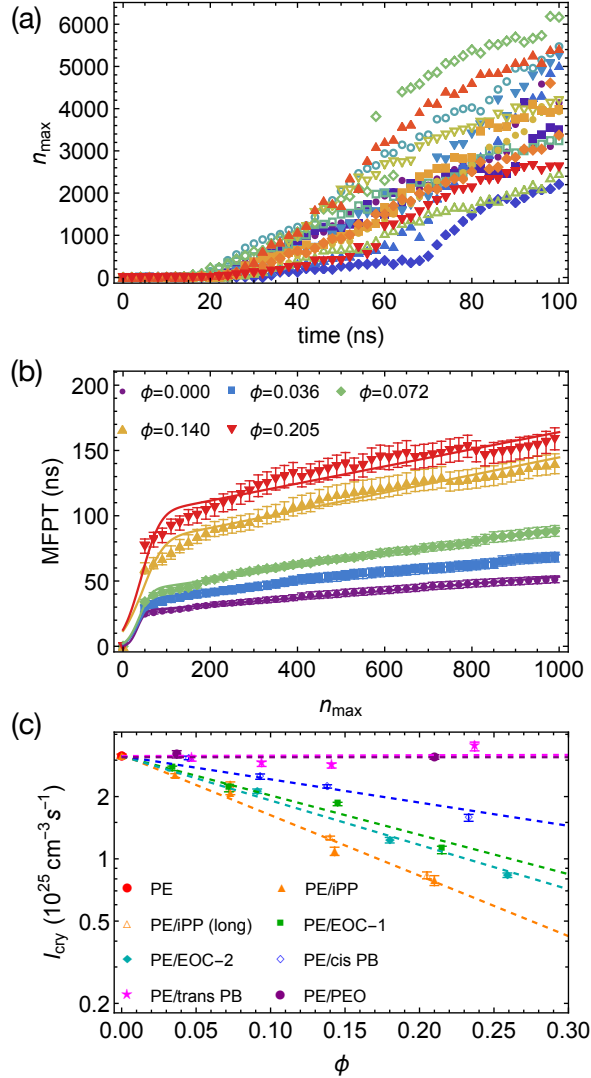 (a)
6000
5000
4000
3000
2000
1000
0
n_max
0 20 40 60 80 100
time (ns)
(b)
200
150
100
50
0
MFPT (ns)
ϕ=0.000 ϕ=0.036 ϕ=0.072
ϕ=0.140 ϕ=0.205
0 200 400 600 800 1000
n_max
(c)
2
1
0.5
0.2
I_cry (10^25 cm^−3 s^−1)
PE PE/iPP
PE/iPP (long) PE/EOC−1
PE/EOC−2 PE/cis PB
PE/trans PB PE/PEO
0.00 0.05 0.10 0.15 0.20 0.25 0.30
ϕ